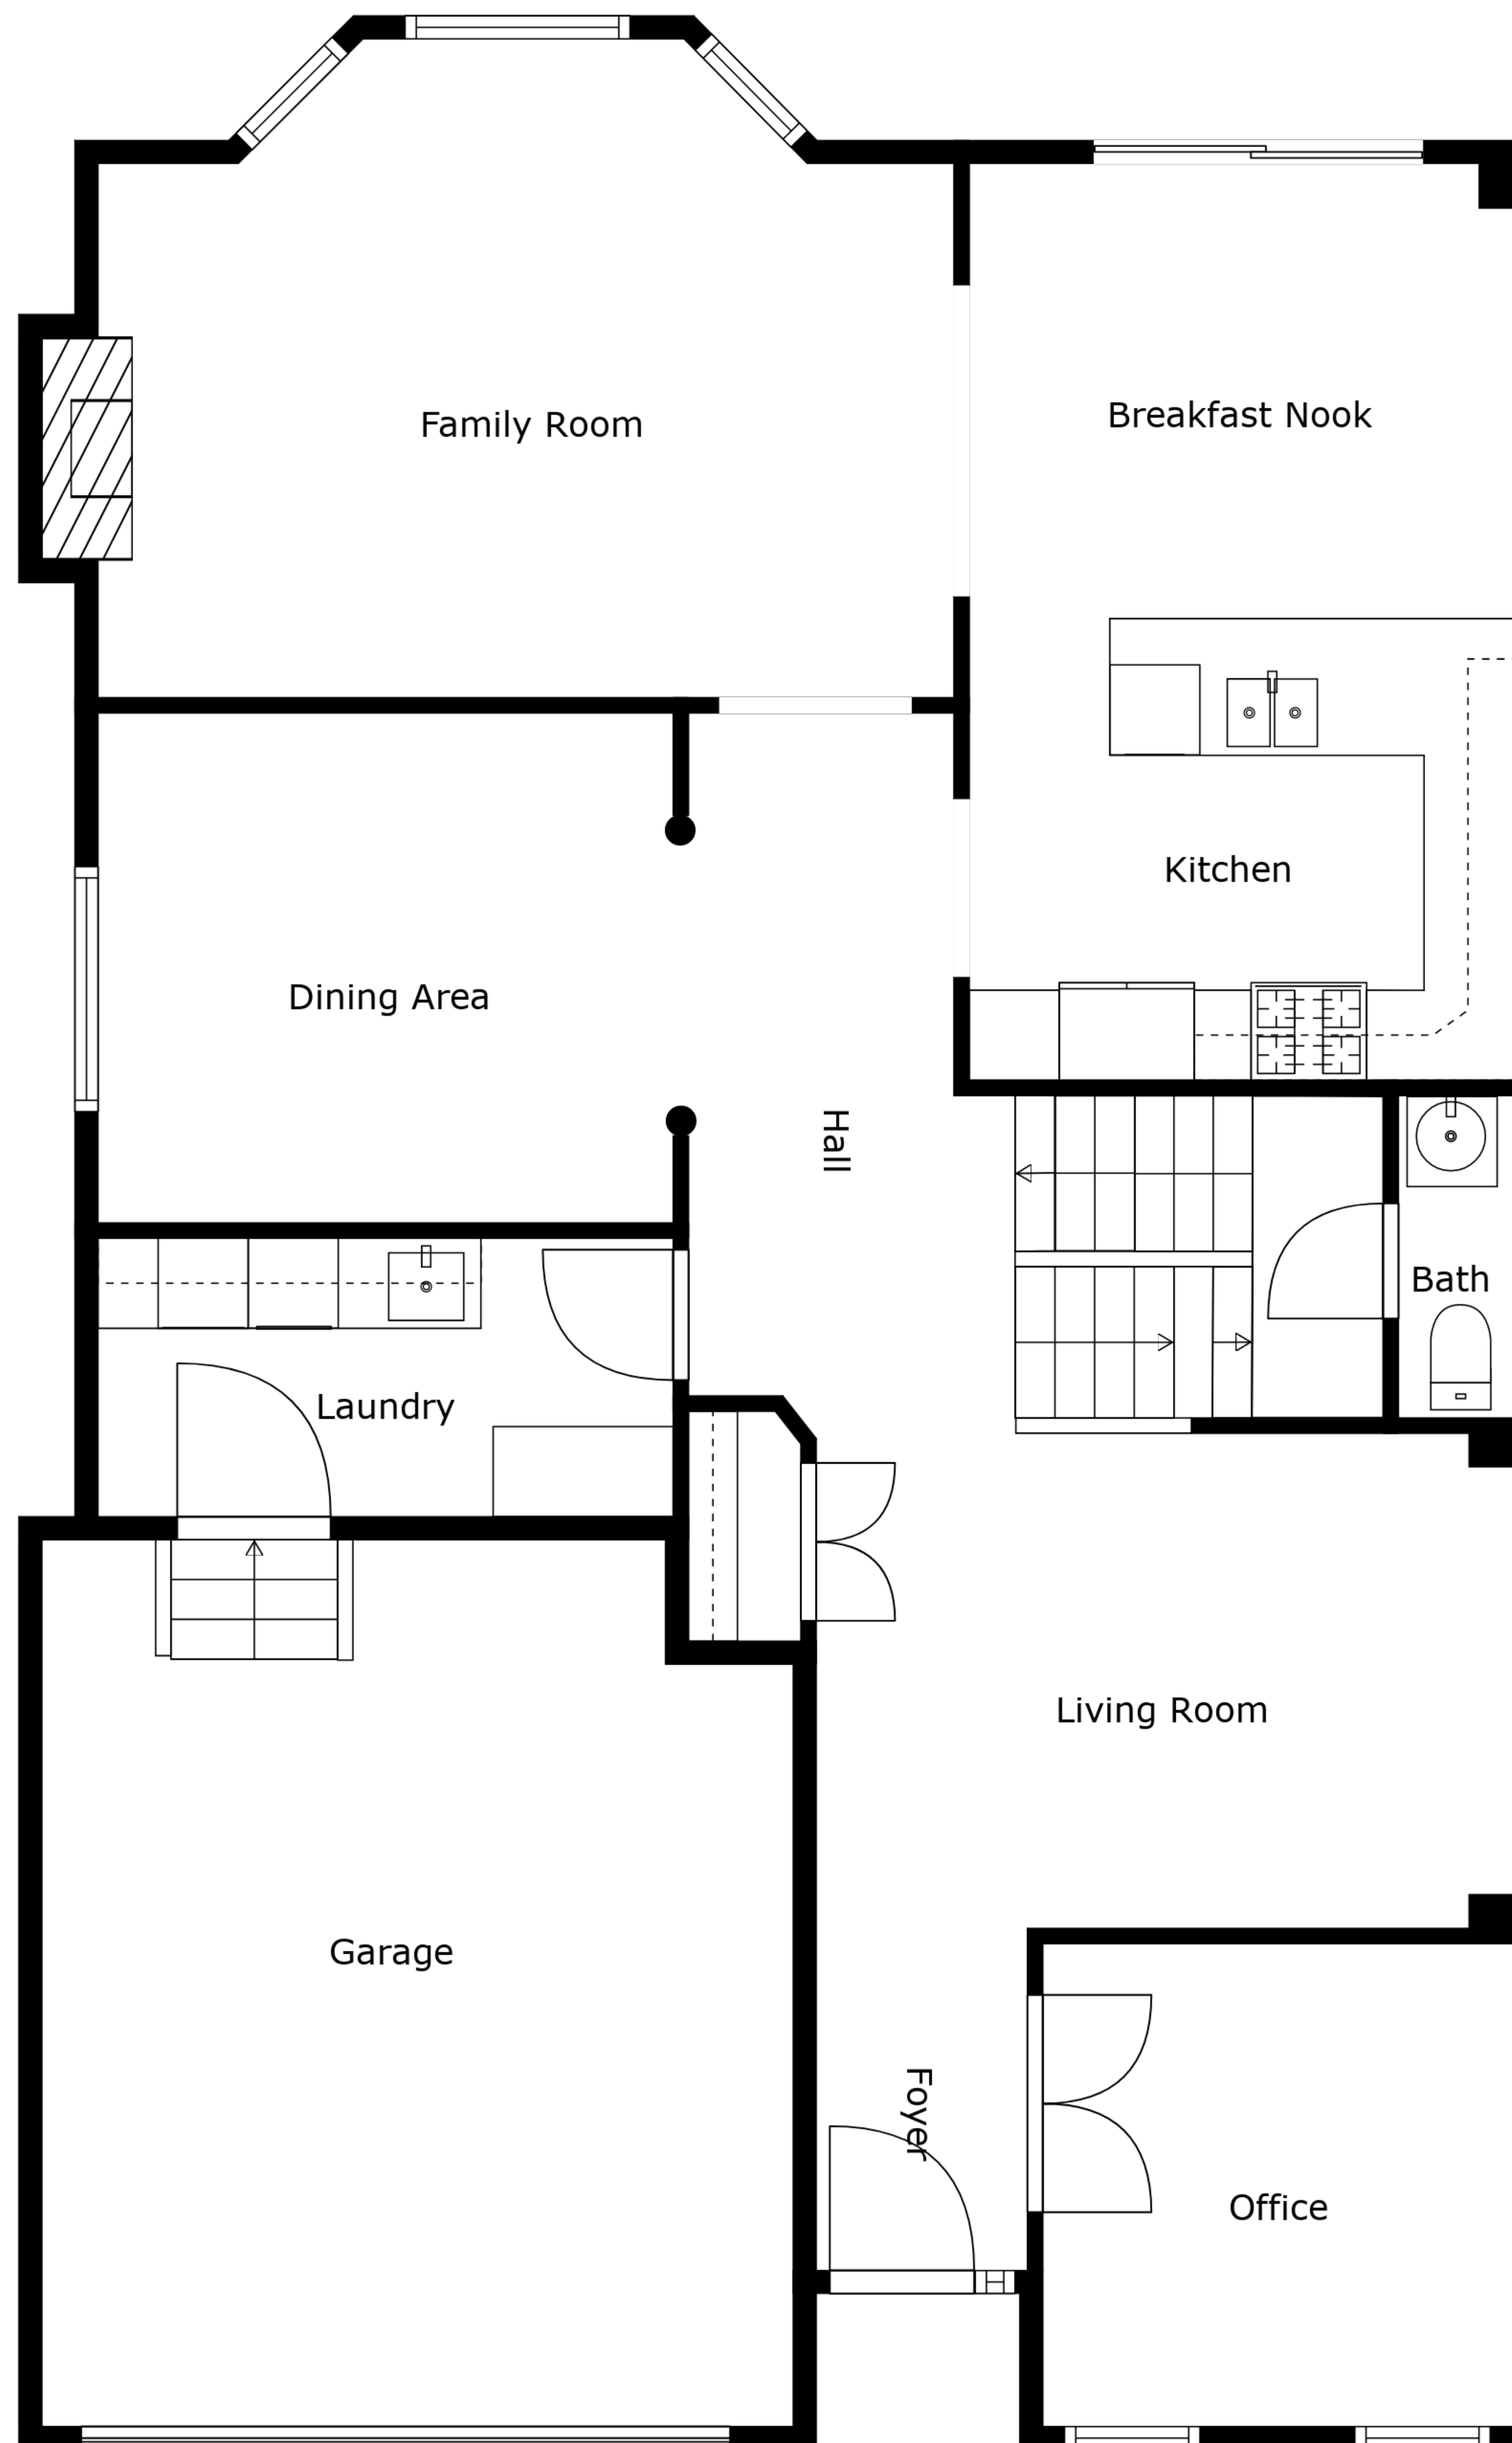 Family Room
Breakfast Nook
Kitchen
Dining Area
Hall
Bath
Laundry
Living Room
Garage
Foyer
Office